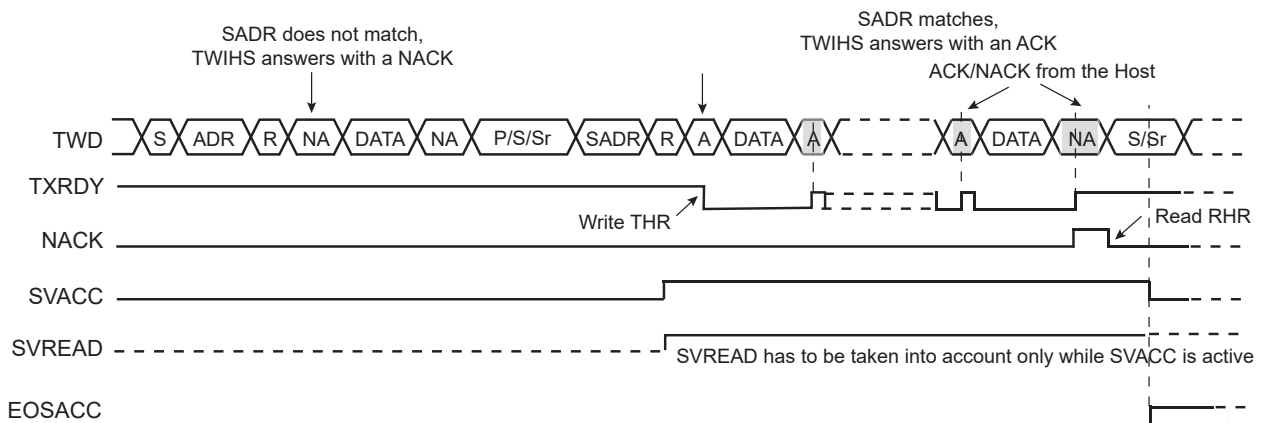 SADR does not match,
TWIHS answers with a NACK
SADR matches,
TWIHS answers with an ACK
ACK/NACK from the Host
TWD S ADR R NA DATA NA P/S/Sr SADR R A DATA A A DATA NA S/Sr
TXRDY
Write THR
Read RHR
NACK
SVACC
SVREAD
SVREAD has to be taken into account only while SVACC is active
EOSACC